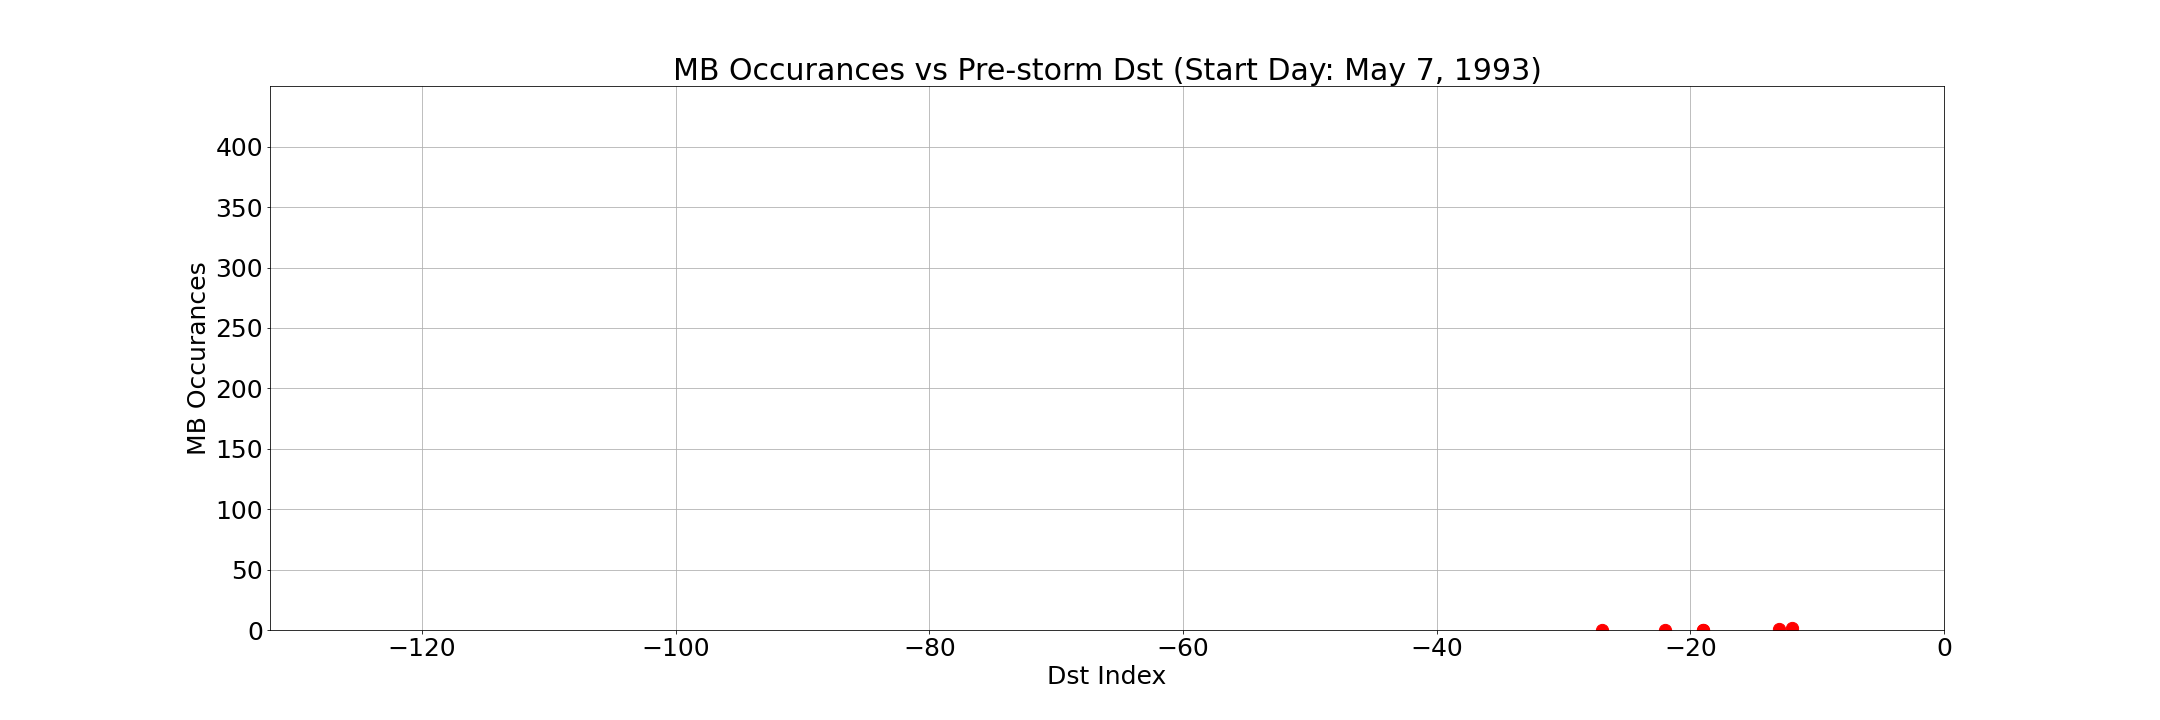 MB Occurances vs Pre-storm Dst (Start Day: May 7, 1993)
400
350
300
250
200
150
100
50
0
MB Occurances
−120 −100 −80 −60 −40 −20 0
Dst Index